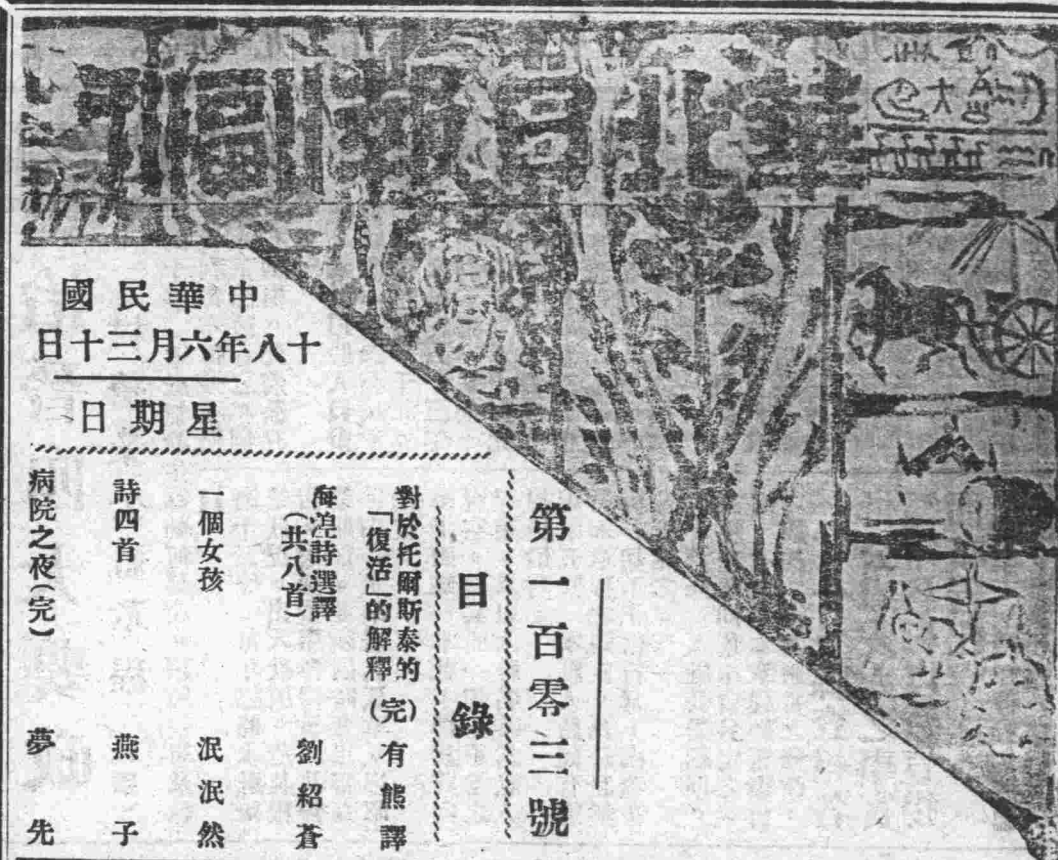 華北日報副刊
中華民國
十八年六月三十日
星期日
第一百零三號
目錄
對於托爾斯泰的「復活」的解釋(完) 有熊譯
海湼詩選譯(共八首) 劉紹蒼
一個女孩 泯泯然
詩四首 燕子
病院之夜(完) 夢先